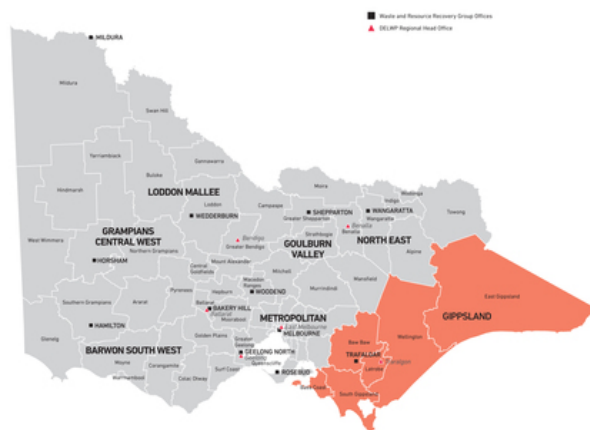 Waste and Resource Recovery Group Offices
DELWP Regional Head Office
MILDURA
Mildura
Swan Hill
Yarriambiack
Buloke
Gannawarra
Hindmarsh
LODDON MALLEE
Loddon
Campaspe
Moira
Wodonga
Indigo
Towong
WEDDERBURN
SHEPPARTON
WANGARATTA
Greater Shepparton
Wangaratta
GRAMPIANS
CENTRAL WEST
West Wimmera
Northern Grampians
Bendigo
Greater Bendigo
Strathbogie
Benalla
Benalla
GOULBURN
VALLEY
NORTH EAST
Alpine
HORSHAM
Central
Goldfields
Mount Alexander
Mitchell
Mansfield
Macedon
Ranges
Murrindindi
Southern Grampians
Ararat
Pyrenees
Hepburn
WOODEND
East Gippsland
Ballarat
BAKERY HILL
Ballarat
Moorabool
METROPOLITAN
GIPPSLAND
HAMILTON
East Melbourne
MELBOURNE
Wellington
Glenelg
Golden Plains
Baw Baw
BARWON SOUTH WEST
Greater
Geelong
GEELONG NORTH
Geelong
Queenscliffe
TRAFALGAR
Traralgon
Latrobe
Moyne
Corangamite
Surf Coast
ROSEBUD
Warrnambool
Colac Otway
Bass Coast
South Gippsland